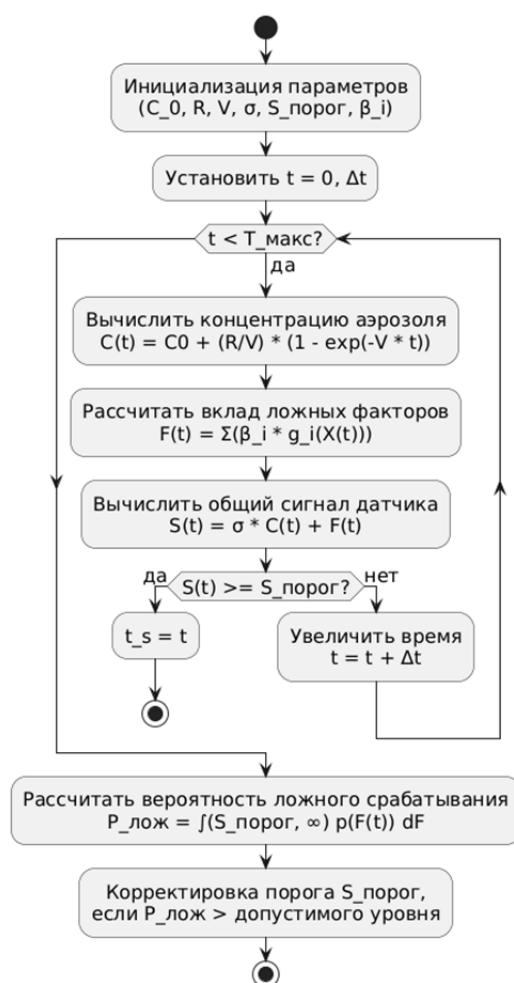 Инициализация параметров
(C_0, R, V, σ, S_порог, β_i)
Установить t = 0, Δt
t < T_макс?
да
Вычислить концентрацию аэрозоля
C(t) = C0 + (R/V) * (1 - exp(-V * t))
Рассчитать вклад ложных факторов
F(t) = Σ(β_i * g_i(X(t)))
Вычислить общий сигнал датчика
S(t) = σ * C(t) + F(t)
да
S(t) >= S_порог?
нет
t_s = t
Увеличить время
t = t + Δt
Рассчитать вероятность ложного срабатывания
P_лож = ∫(S_порог, ∞) p(F(t)) dF
Корректировка порога S_порог,
если P_лож > допустимого уровня